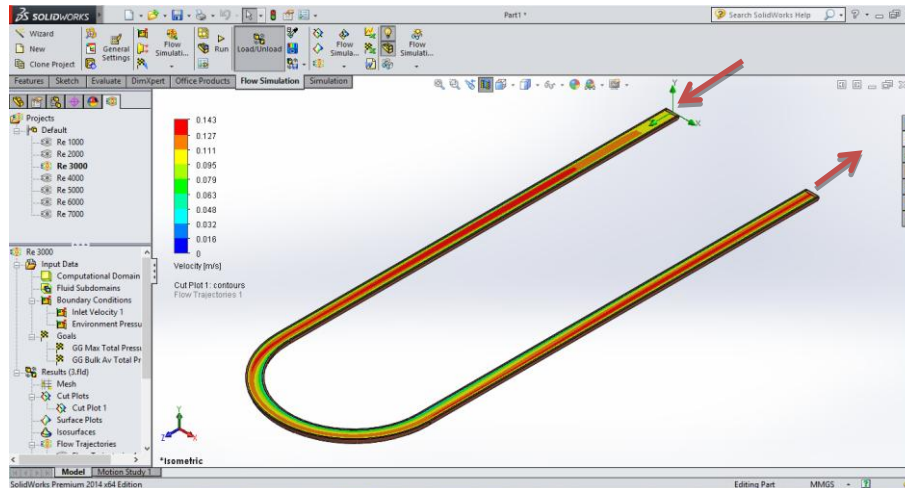 SOLIDWORKS
Part1 *
Search SolidWorks Help
Wizard
New
Clone Project
General Settings
Flow Simulati...
Run
Load/Unload
Flow Simula...
Flow Simulati...
Features
Sketch
Evaluate
DimXpert
Office Products
Flow Simulation
Simulation
Projects
Default
Re 1000
Re 2000
Re 3000
Re 4000
Re 5000
Re 6000
Re 7000
Re 3000
Input Data
Computational Domain
Fluid Subdomains
Boundary Conditions
Inlet Velocity 1
Environment Pressu
Goals
GG Max Total Pressu
GG Bulk Av Total Pr
Results (3.fld)
Mesh
Cut Plots
Cut Plot 1
Surface Plots
Isosurfaces
Flow Trajectories
0.143
0.127
0.111
0.095
0.079
0.063
0.048
0.032
0.016
0
Velocity [m/s]
Cut Plot 1: contours
Flow Trajectories 1
Y
X
Y
Z
X
*Isometric
Model
Motion Study 1
SolidWorks Premium 2014 x64 Edition
Editing Part
MMGS